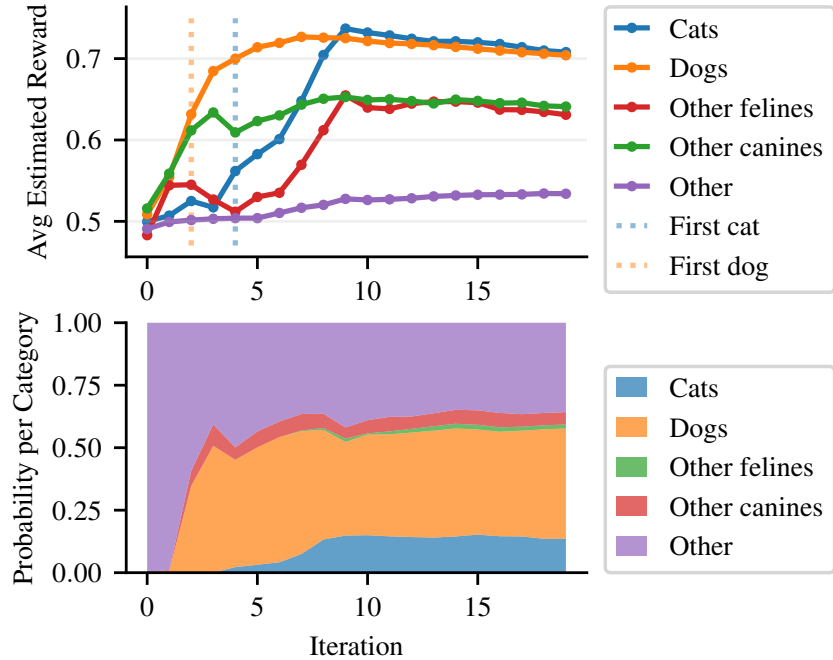 Avg Estimated Reward
0.7
0.6
0.5
0
5
10
15
Cats
Dogs
Other felines
Other canines
Other
First cat
First dog
Probability per Category
1.00
0.75
0.50
0.25
0.00
0
5
10
15
Iteration
Cats
Dogs
Other felines
Other canines
Other